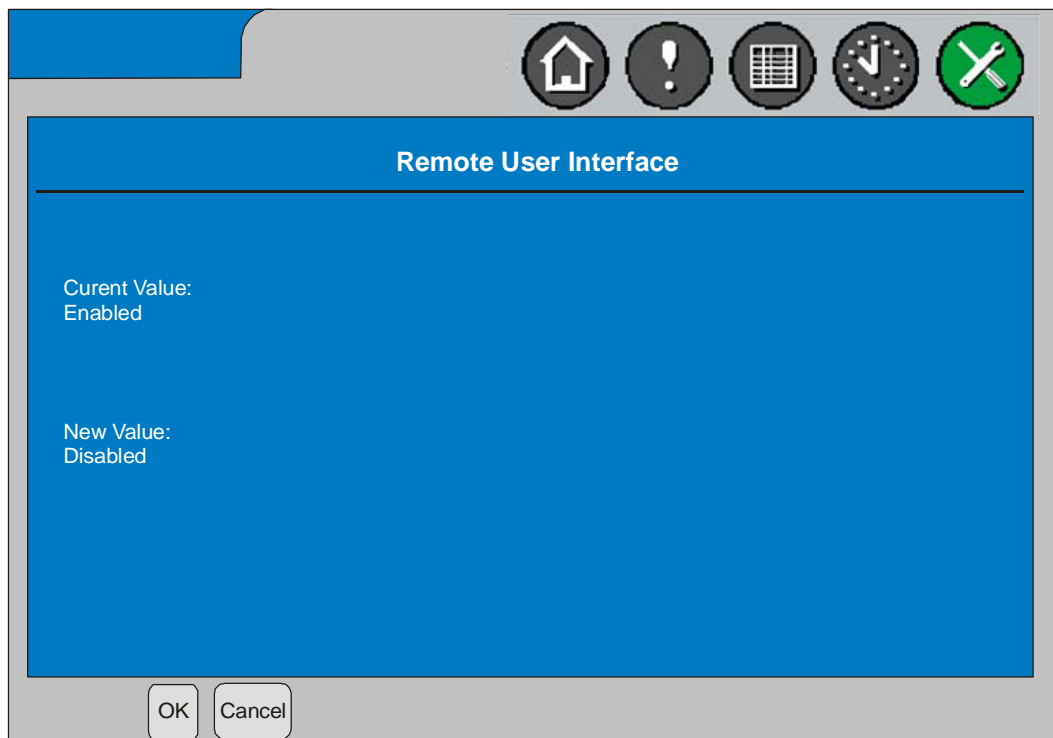 Remote User Interface
Curent Value:
Enabled
New Value:
Disabled
OK
Cancel